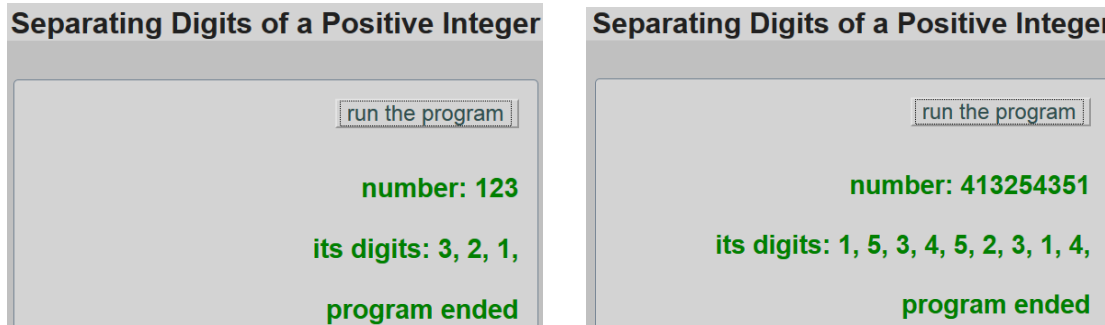 Separating Digits of a Positive Integer
run the program
number: 123
its digits: 3, 2, 1,
program ended
Separating Digits of a Positive Integer
run the program
number: 413254351
its digits: 1, 5, 3, 4, 5, 2, 3, 1, 4,
program ended